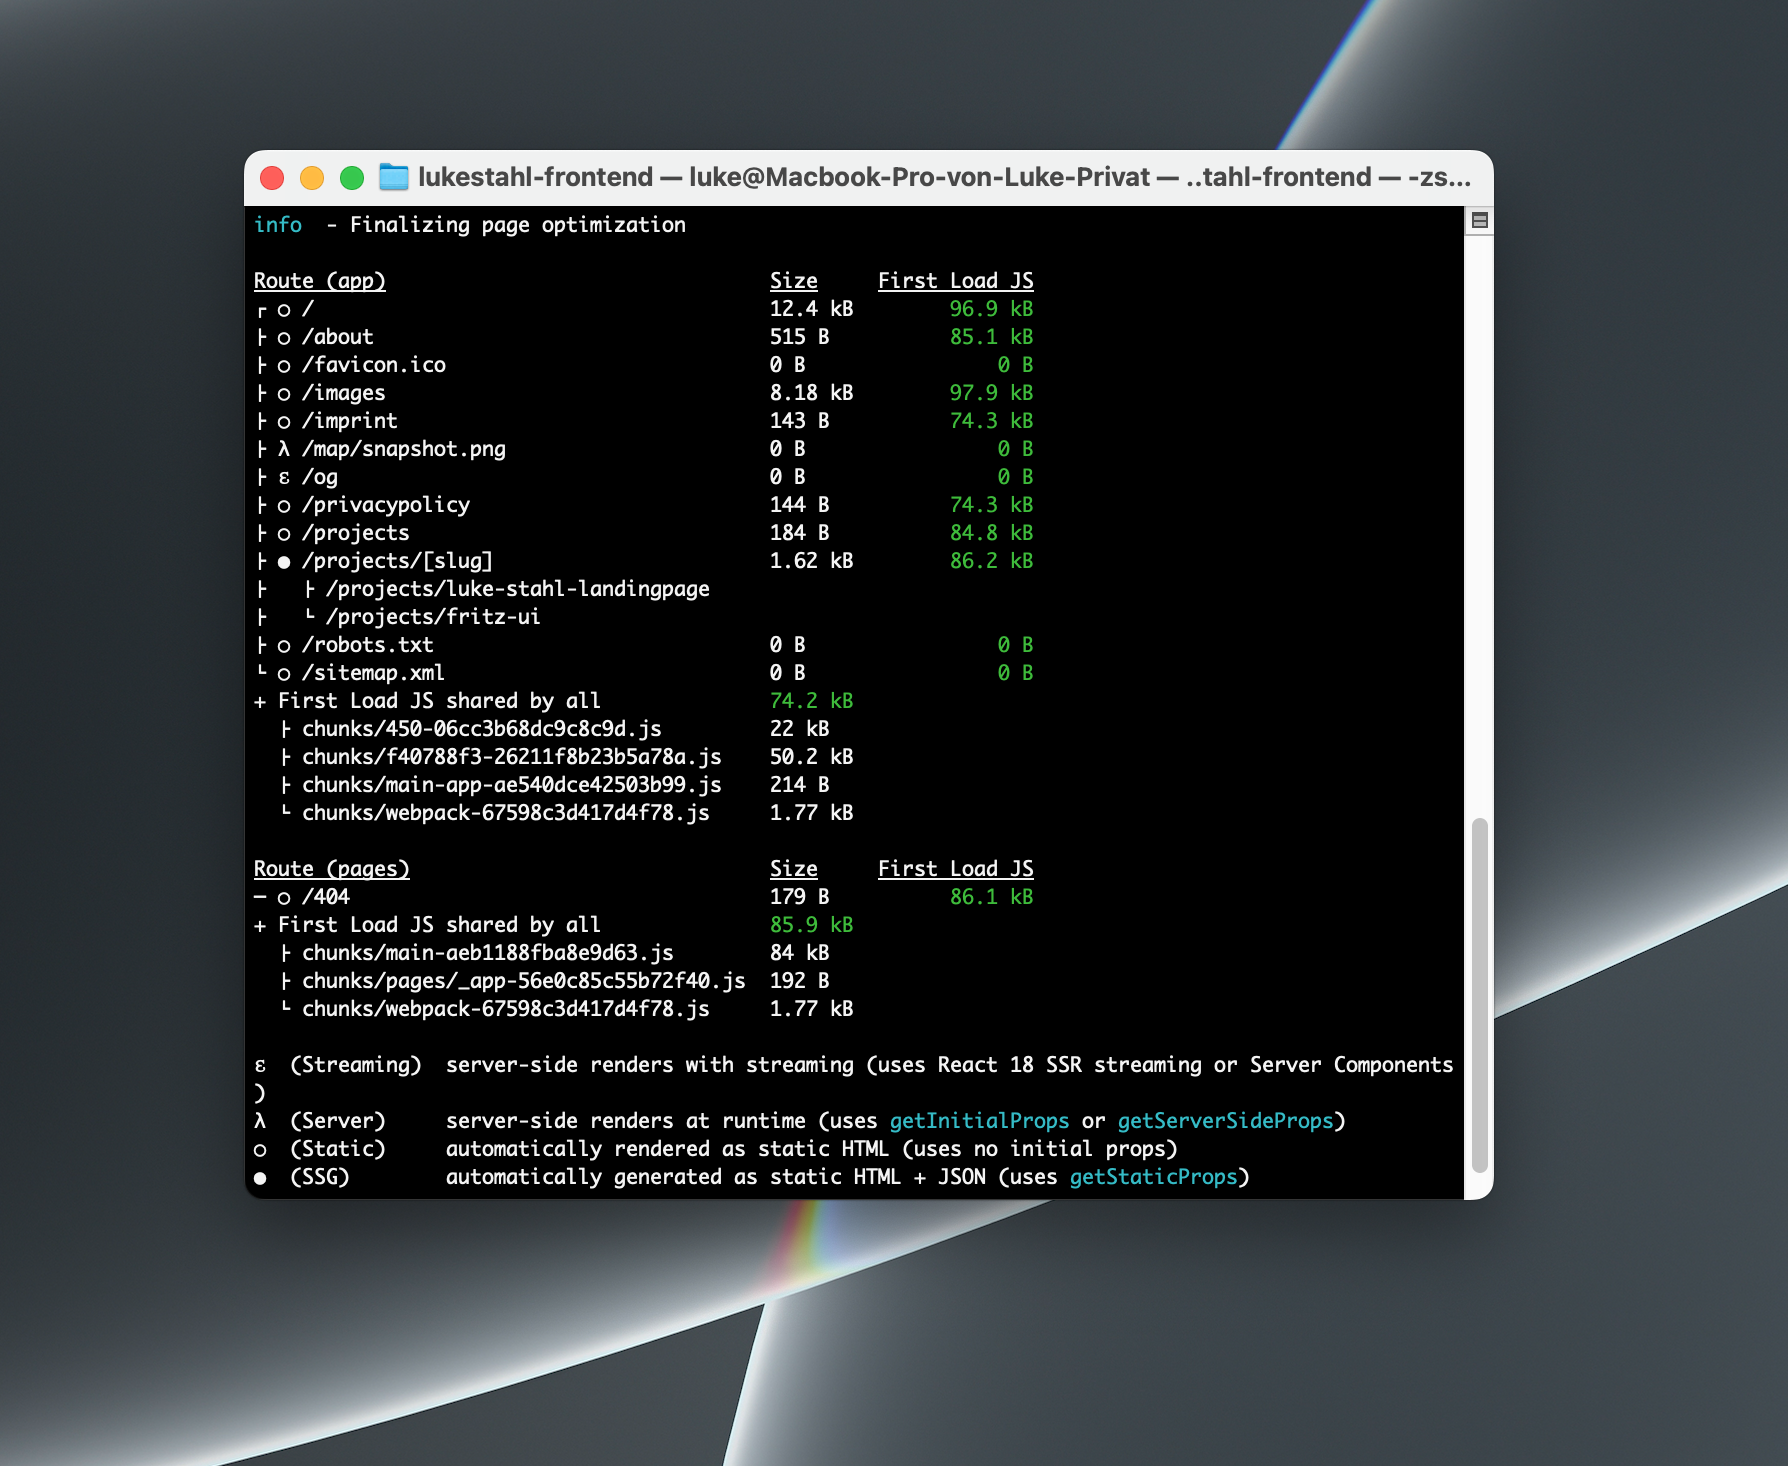 lukestahl-frontend — luke@Macbook-Pro-von-Luke-Privat — ..tahl-frontend — -zs...
info  - Finalizing page optimization
Route (app)                                Size     First Load JS
┌ ○ /                                      12.4 kB        96.9 kB
├ ○ /about                                 515 B          85.1 kB
├ ○ /favicon.ico                           0 B                0 B
├ ○ /images                                8.18 kB        97.9 kB
├ ○ /imprint                               143 B          74.3 kB
├ λ /map/snapshot.png                      0 B                0 B
├ ε /og                                    0 B                0 B
├ ○ /privacypolicy                         144 B          74.3 kB
├ ○ /projects                              184 B          84.8 kB
├ ● /projects/[slug]                       1.62 kB        86.2 kB
├   ├ /projects/luke-stahl-landingpage
├   └ /projects/fritz-ui
├ ○ /robots.txt                            0 B                0 B
└ ○ /sitemap.xml                           0 B                0 B
+ First Load JS shared by all              74.2 kB
  ├ chunks/450-06cc3b68dc9c8c9d.js         22 kB
  ├ chunks/f40788f3-26211f8b23b5a78a.js    50.2 kB
  ├ chunks/main-app-ae540dce42503b99.js    214 B
  └ chunks/webpack-67598c3d417d4f78.js     1.77 kB
Route (pages)                              Size     First Load JS
─ ○ /404                                   179 B          86.1 kB
+ First Load JS shared by all              85.9 kB
  ├ chunks/main-aeb1188fba8e9d63.js        84 kB
  ├ chunks/pages/_app-56e0c85c55b72f40.js  192 B
  └ chunks/webpack-67598c3d417d4f78.js     1.77 kB
ε  (Streaming)  server-side renders with streaming (uses React 18 SSR streaming or Server Components
)
λ  (Server)     server-side renders at runtime (uses getInitialProps or getServerSideProps)
○  (Static)     automatically rendered as static HTML (uses no initial props)
●  (SSG)        automatically generated as static HTML + JSON (uses getStaticProps)